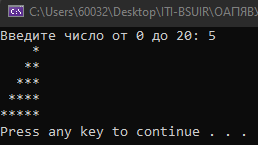 C:\Users\60032\Desktop\ITI-BSUIR\ОАПЯВУ
Введите число от 0 до 20: 5
    *
   **
  ***
 ****
*****
Press any key to continue . . .